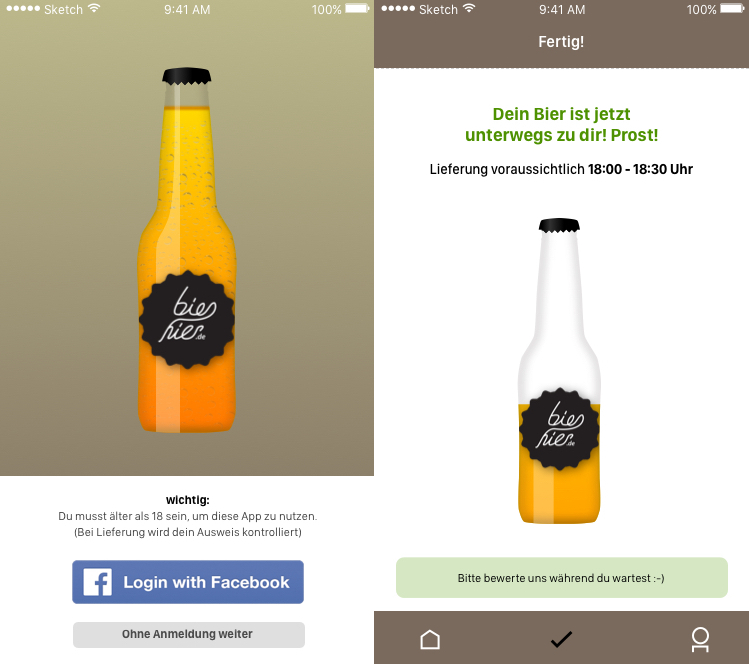 Sketch 9:41 AM 100%
bier
hier.de
wichtig:
Du musst älter als 18 sein, um diese App zu nutzen.
(Bei Lieferung wird dein Ausweis kontrolliert)
Login with Facebook
Ohne Anmeldung weiter
Sketch 9:41 AM 100%
Fertig!
Dein Bier ist jetzt
unterwegs zu dir! Prost!
Lieferung voraussichtlich 18:00 - 18:30 Uhr
bier
hier.de
Bitte bewerte uns während du wartest :-)